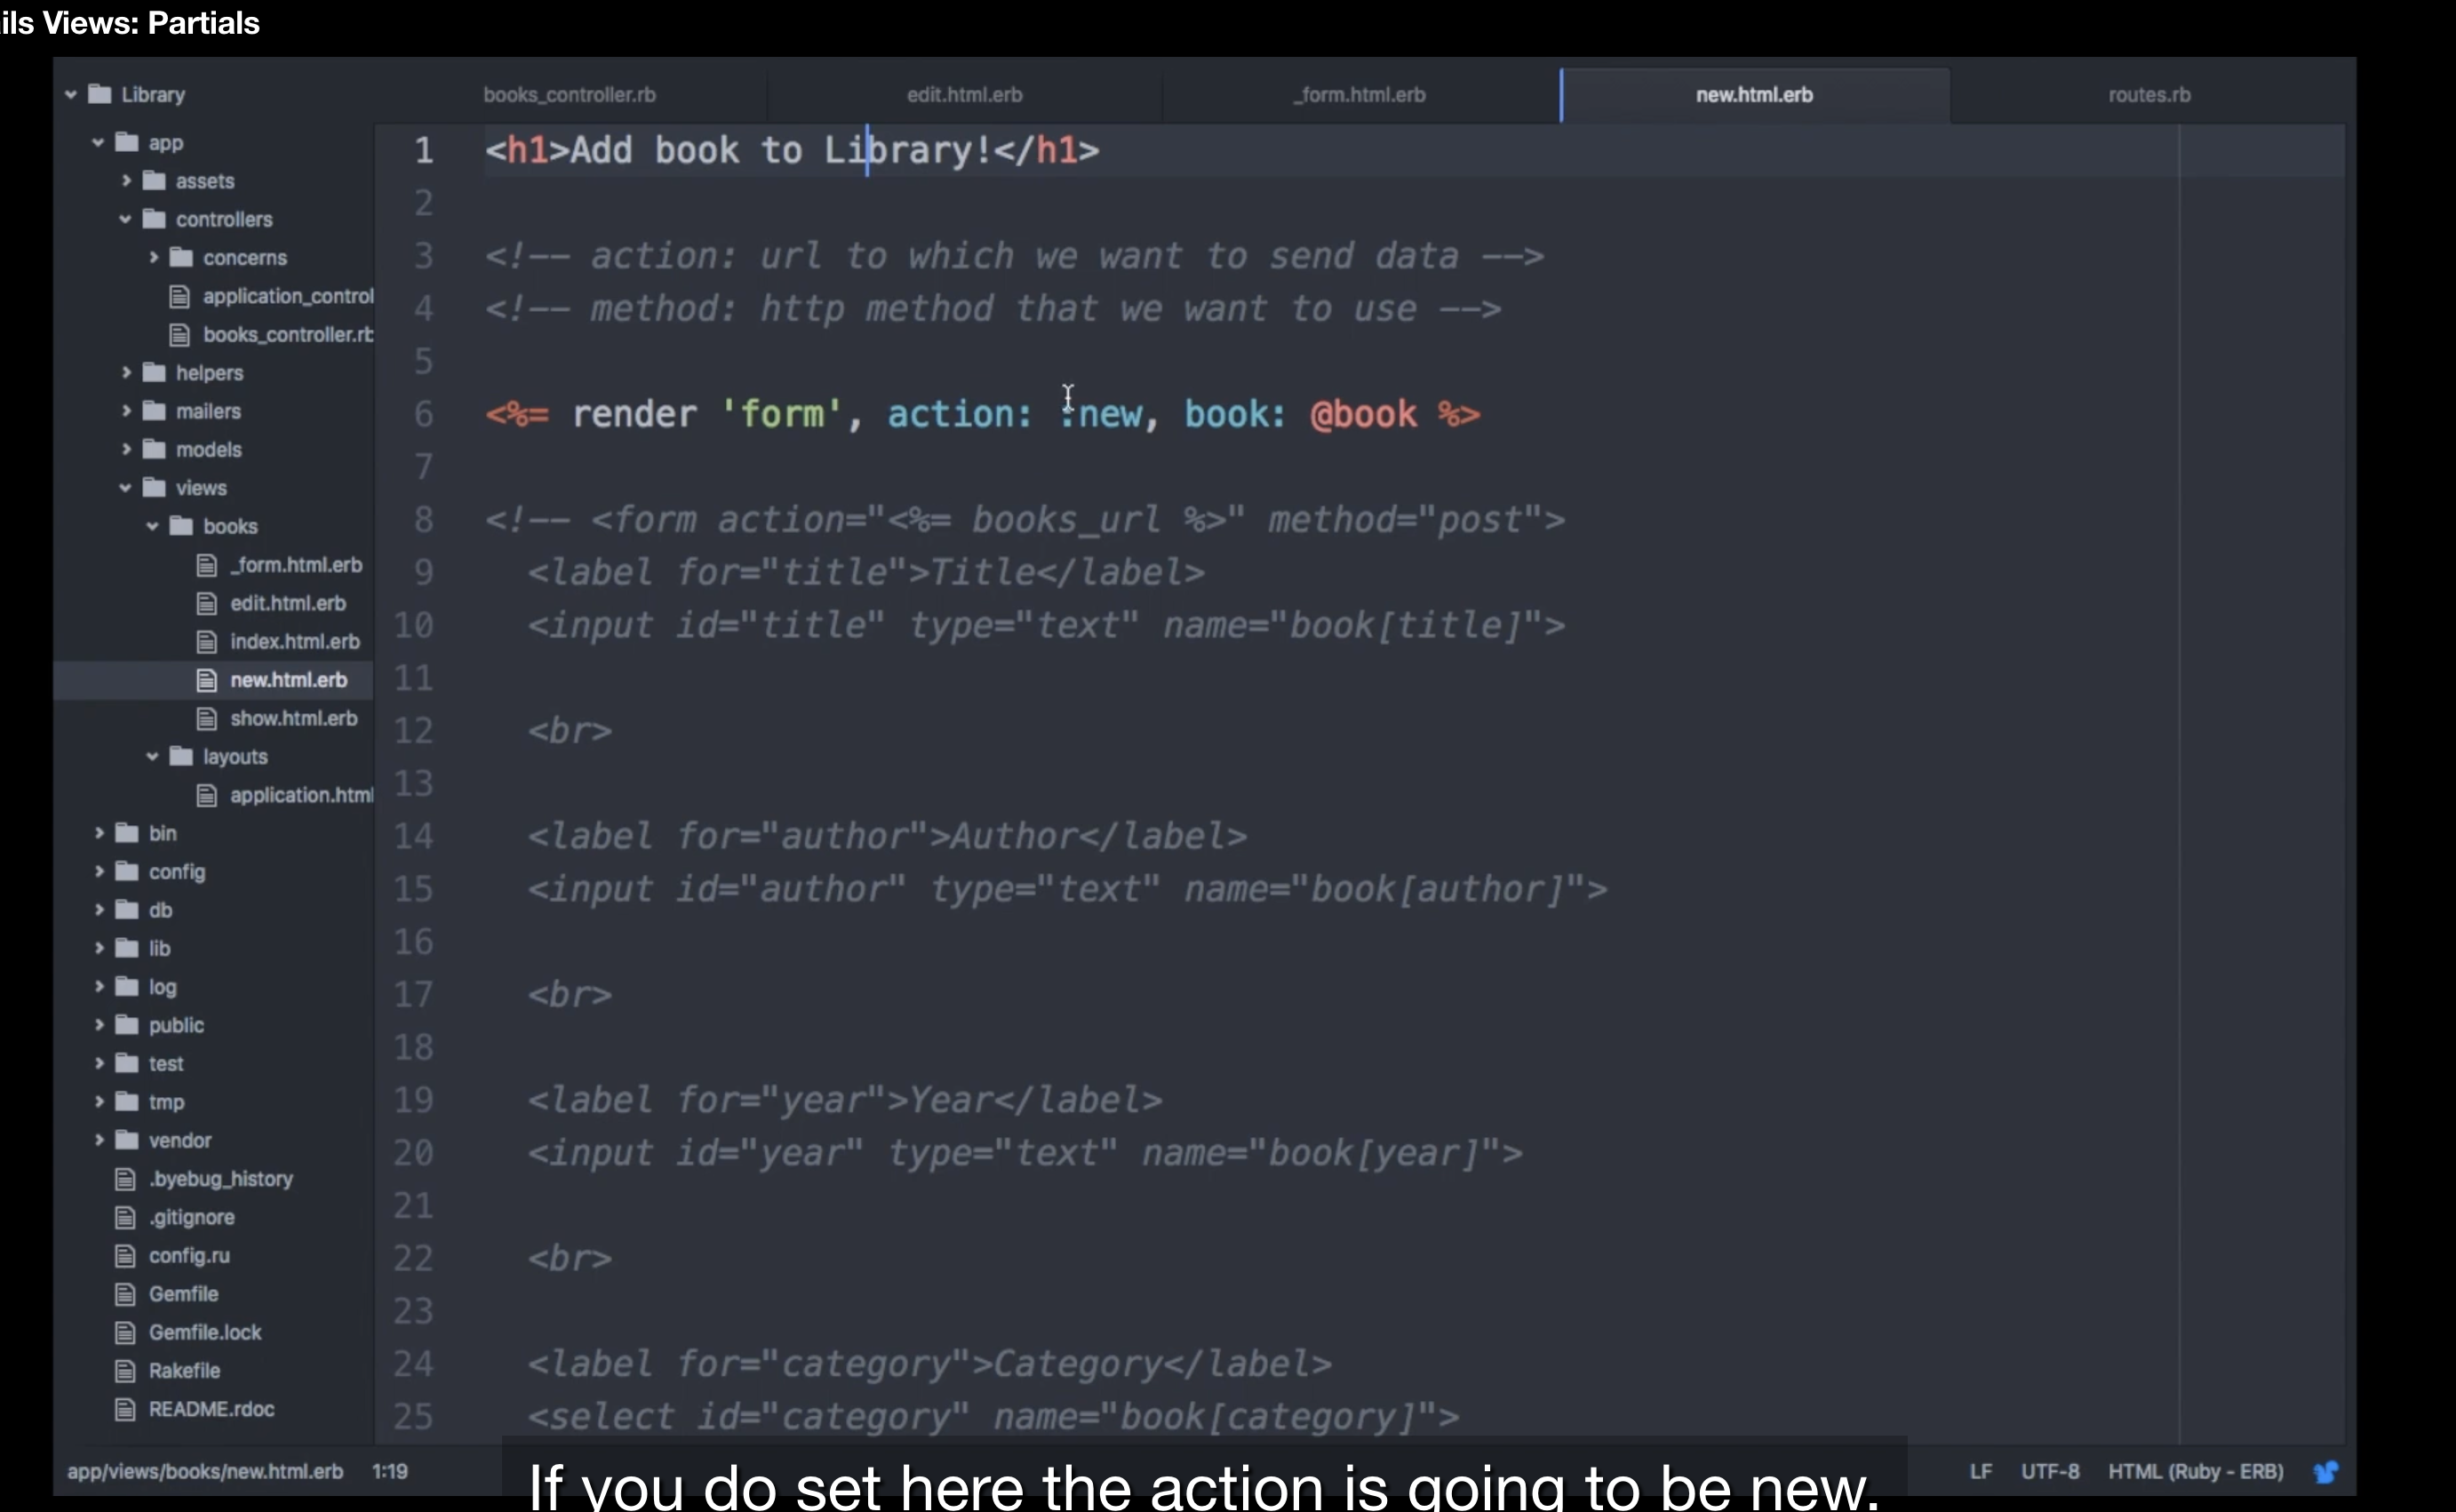 ils Views: Partials
Library
app
assets
controllers
concerns
application_control
books_controller.rb
helpers
mailers
models
views
books
_form.html.erb
edit.html.erb
index.html.erb
new.html.erb
show.html.erb
layouts
application.html
bin
config
db
lib
log
public
test
tmp
vendor
.byebug_history
.gitignore
config.ru
Gemfile
Gemfile.lock
Rakefile
README.rdoc
books_controller.rb
edit.html.erb
_form.html.erb
new.html.erb
routes.rb
1 <h1>Add book to Library!</h1>
2
3 <!-- action: url to which we want to send data -->
4 <!-- method: http method that we want to use -->
5
6 <%= render 'form', action: :new, book: @book %>
7
8 <!-- <form action="<%= books_url %>" method="post">
9 <label for="title">Title</label>
10 <input id="title" type="text" name="book[title]">
11
12 <br>
13
14 <label for="author">Author</label>
15 <input id="author" type="text" name="book[author]">
16
17 <br>
18
19 <label for="year">Year</label>
20 <input id="year" type="text" name="book[year]">
21
22 <br>
23
24 <label for="category">Category</label>
25 <select id="category" name="book[category]">
app/views/books/new.html.erb 1:19
If you do set here the action is going to be new.
LF UTF-8 HTML (Ruby - ERB)